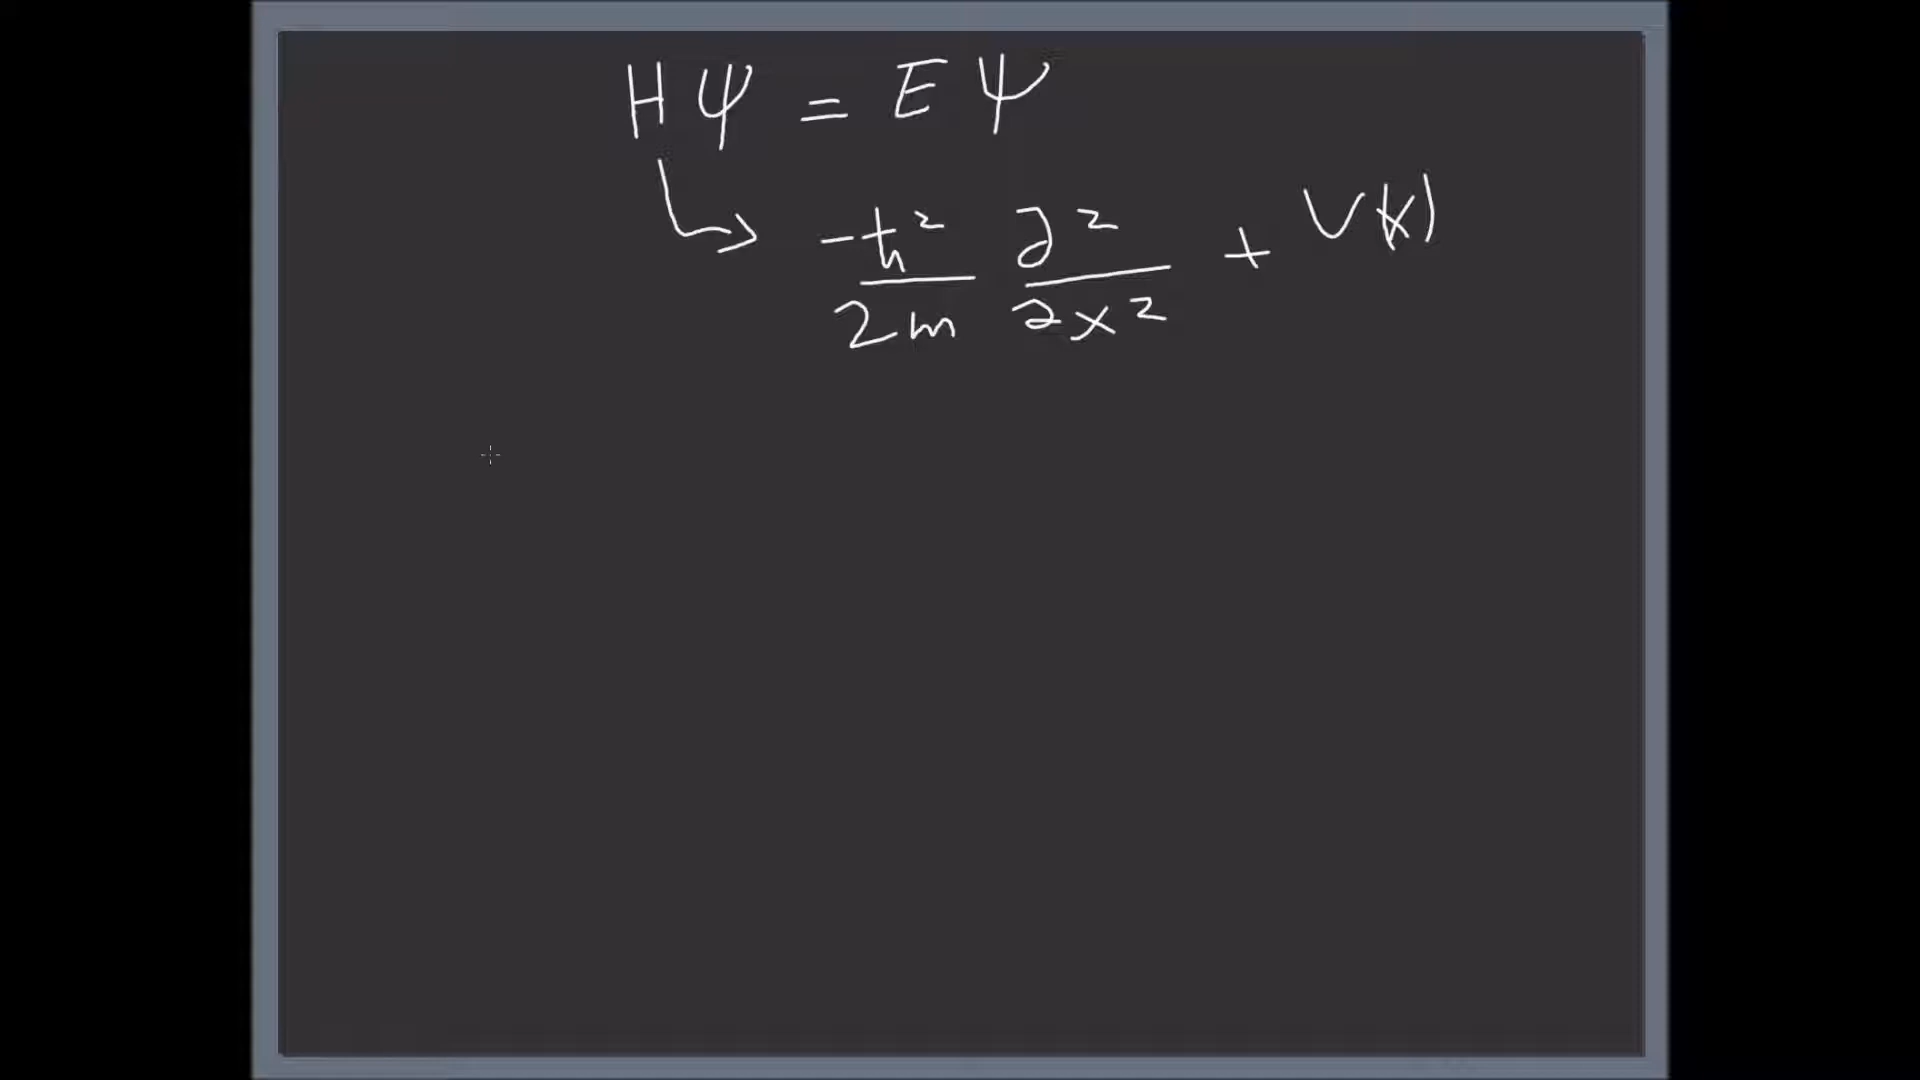 Hψ = Eψ
↳ -ħ²/2m ∂²/∂x² + V(x)